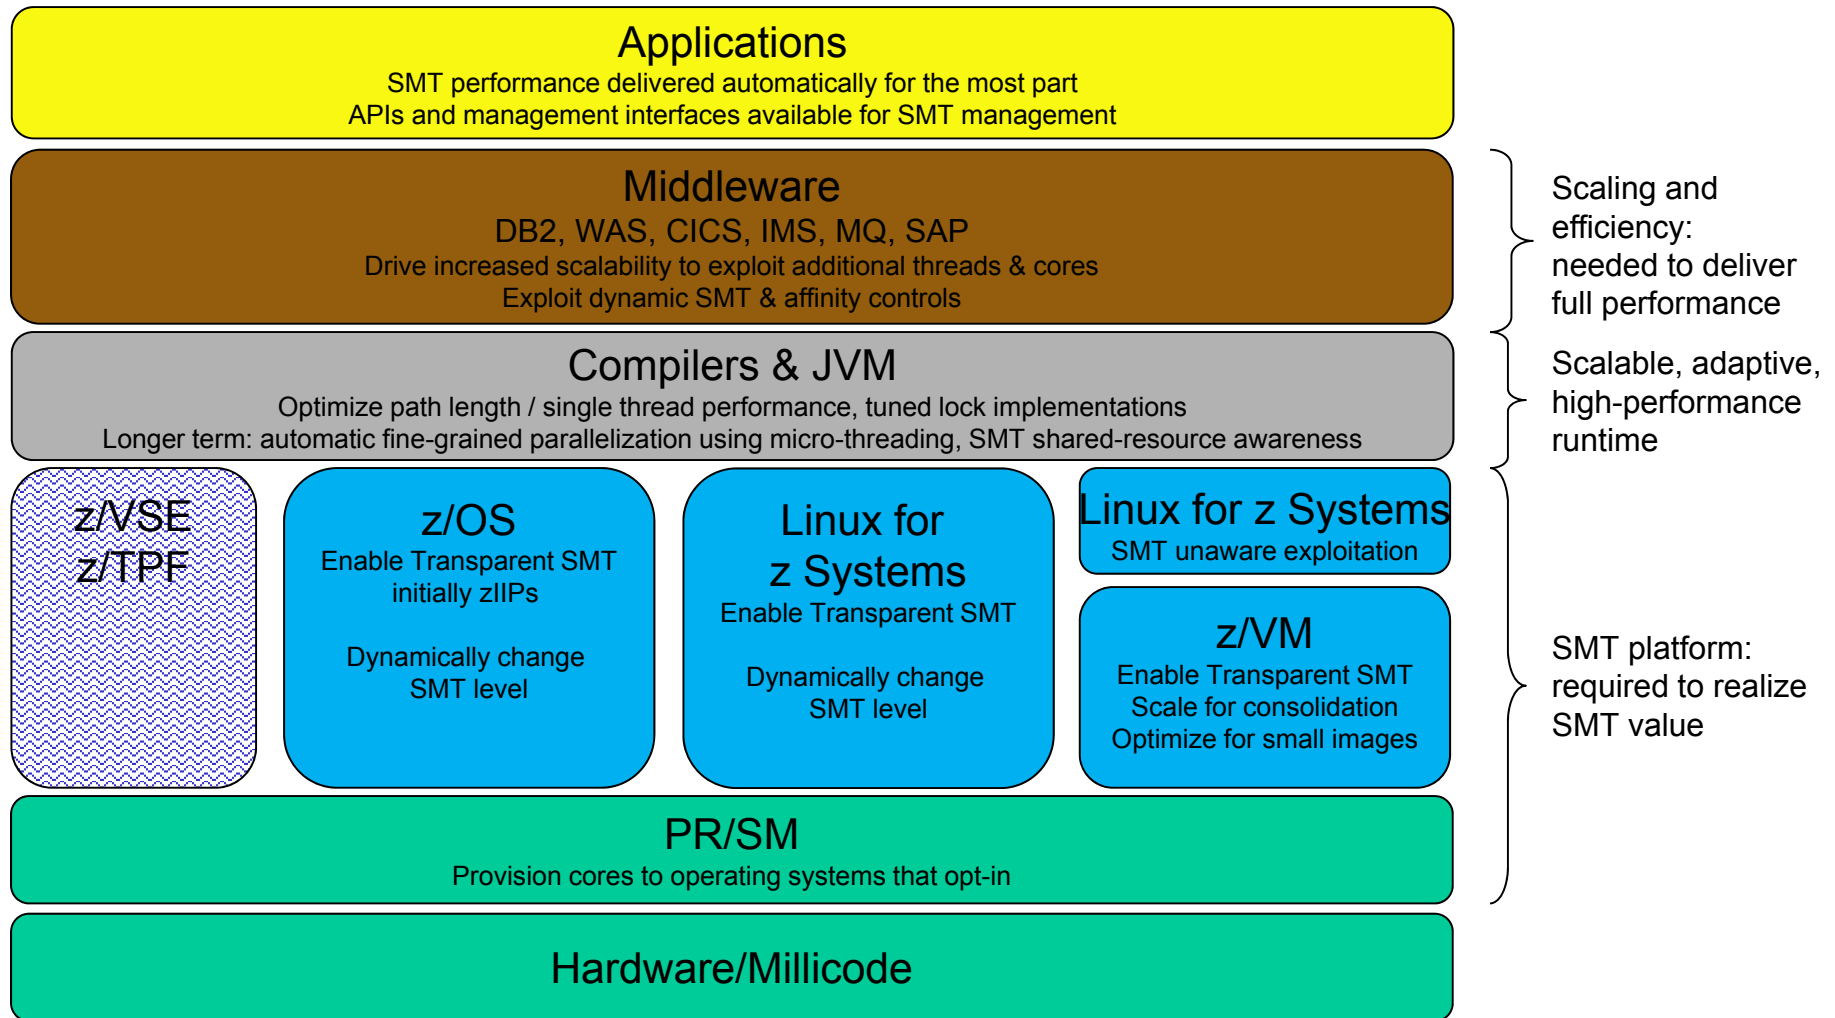 Applications
SMT performance delivered automatically for the most part
APIs and management interfaces available for SMT management
Middleware
DB2, WAS, CICS, IMS, MQ, SAP
Drive increased scalability to exploit additional threads & cores
Exploit dynamic SMT & affinity controls
Scaling and
efficiency:
needed to deliver
full performance
Compilers & JVM
Optimize path length / single thread performance, tuned lock implementations
Longer term: automatic fine-grained parallelization using micro-threading, SMT shared-resource awareness
Scalable, adaptive,
high-performance
runtime
z/VSE
z/TPF
z/OS
Enable Transparent SMT
initially zIIPs
Dynamically change
SMT level
Linux for
z Systems
Enable Transparent SMT
Dynamically change
SMT level
Linux for z Systems
SMT unaware exploitation
z/VM
Enable Transparent SMT
Scale for consolidation
Optimize for small images
SMT platform:
required to realize
SMT value
PR/SM
Provision cores to operating systems that opt-in
Hardware/Millicode